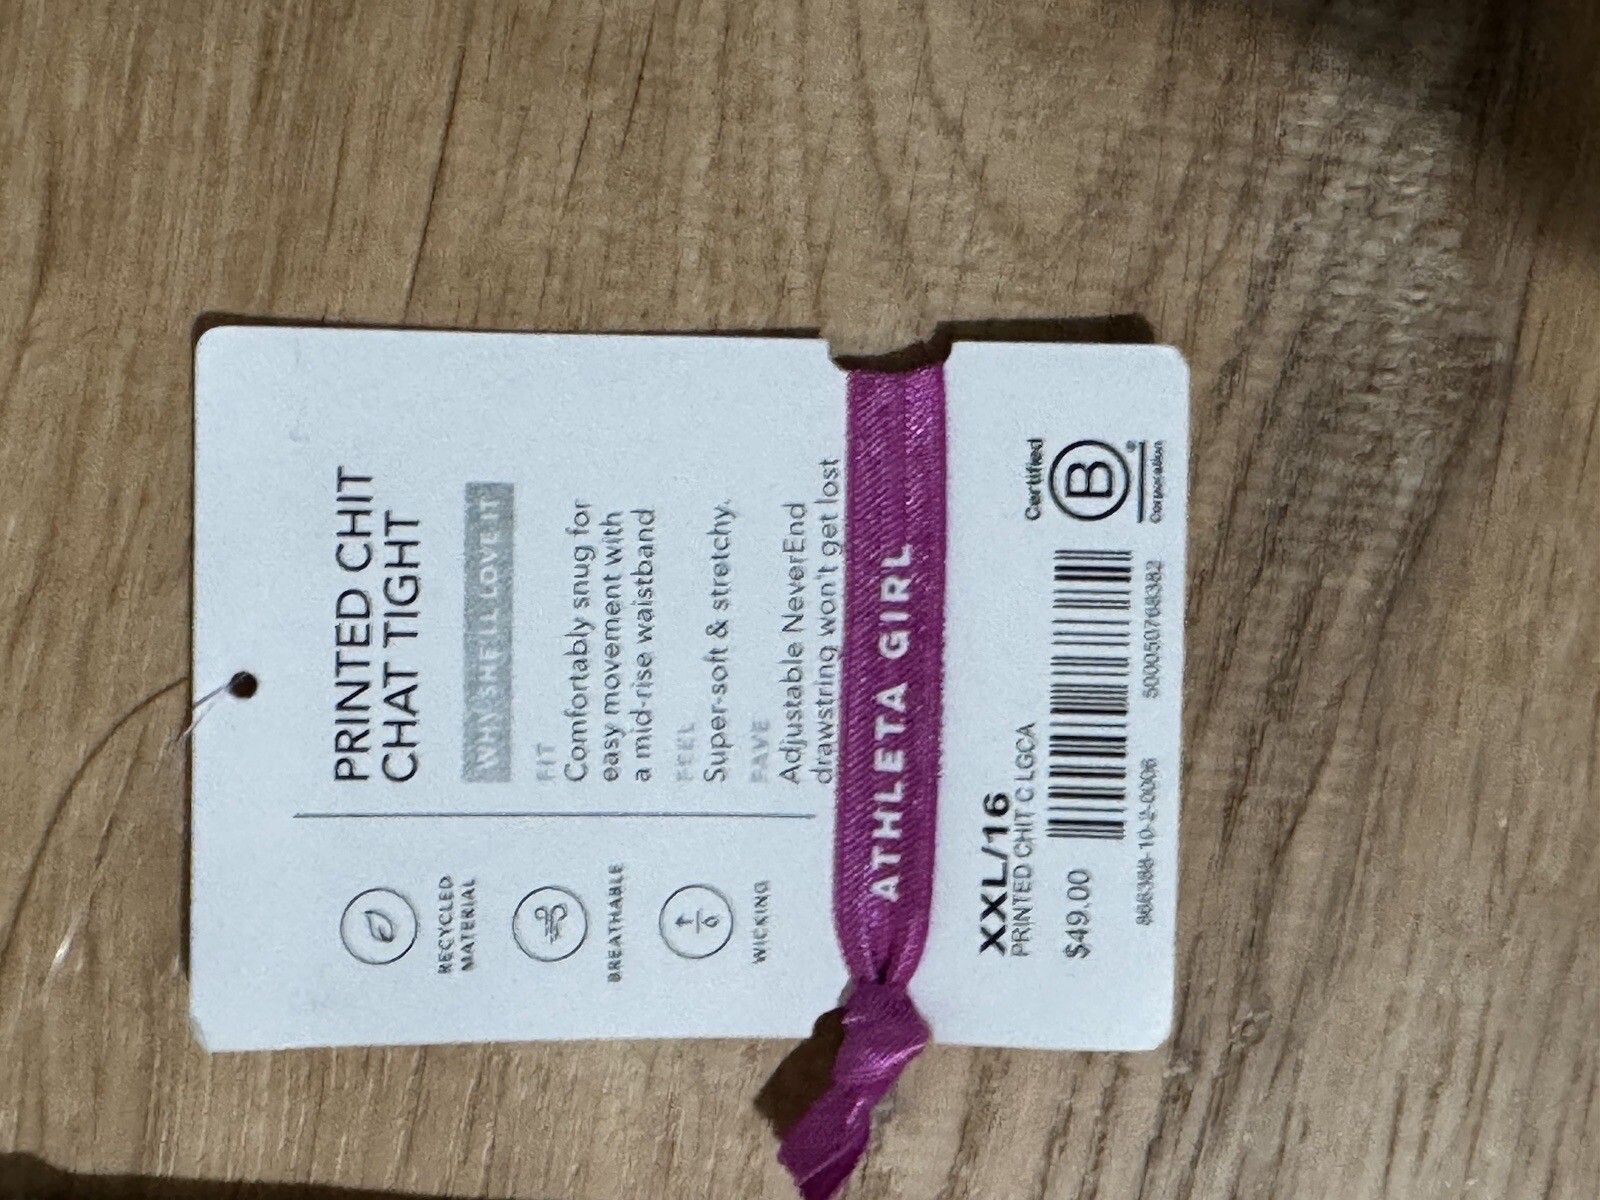 PRINTED CHIT
CHAT TIGHT
WHY SHE'LL LOVE IT
FIT
Comfortably snug for
easy movement with
a mid-rise waistband
FEEL
Super-soft & stretchy.
FAVE
Adjustable NeverEnd
drawstring won't get lost
RECYCLED
MATERIAL
BREATHABLE
WICKING
ATHLETA GIRL
XXL/16
PRINTED CHIT C LGCA
$49.00
Certified
B
®
Corporation
500050768382